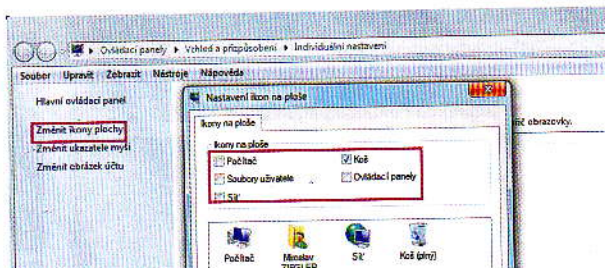 Ovládací panely ▸ Vzhled a přizpůsobení ▸ Individuální nastavení
Soubor Upravit Zobrazit Nástroje Nápověda
Hlavní ovládací panel
Změnit ikony plochy
Změnit ukazatele myši
Změnit obrázek účtu
Nastavení ikon na ploše
Ikony na ploše
Ikony na ploše
Počítač Koš
Soubory uživatele Ovládací panely
Síť
obrazovky.
Počítač Miroslav ZIEGLER Síť Koš (plný)